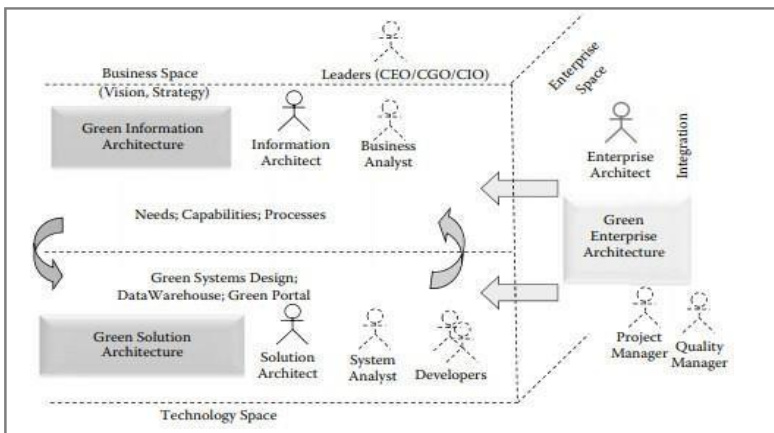 Business Space
(Vision, Strategy)
Leaders (CEO/CGO/CIO)
Enterprise
Space
Green Information
Architecture
Information
Architect
Business
Analyst
Enterprise
Architect
Integration
Needs; Capabilities; Processes
Green
Enterprise
Architecture
Green Systems Design;
DataWarehouse; Green Portal
Green Solution
Architecture
Solution
Architect
System
Analyst
Developers
Project
Manager
Quality
Manager
Technology Space